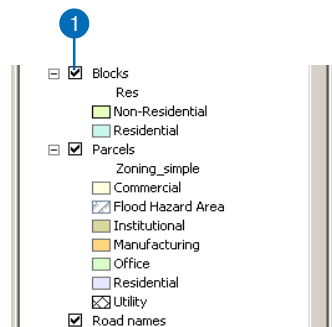 1
Blocks
Res
Non-Residential
Residential
Parcels
Zoning_simple
Commercial
Flood Hazard Area
Institutional
Manufacturing
Office
Residential
Utility
Road names